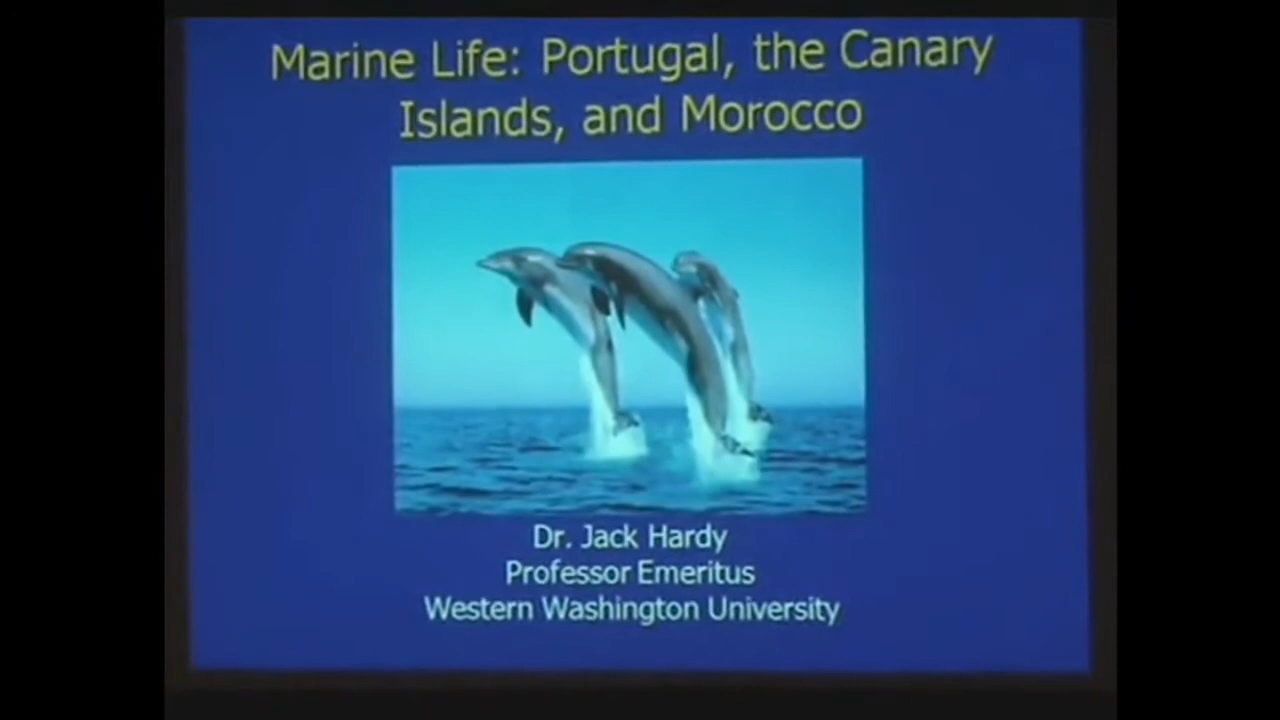 Marine Life: Portugal, the Canary
Islands, and Morocco
Dr. Jack Hardy
Professor Emeritus
Western Washington University